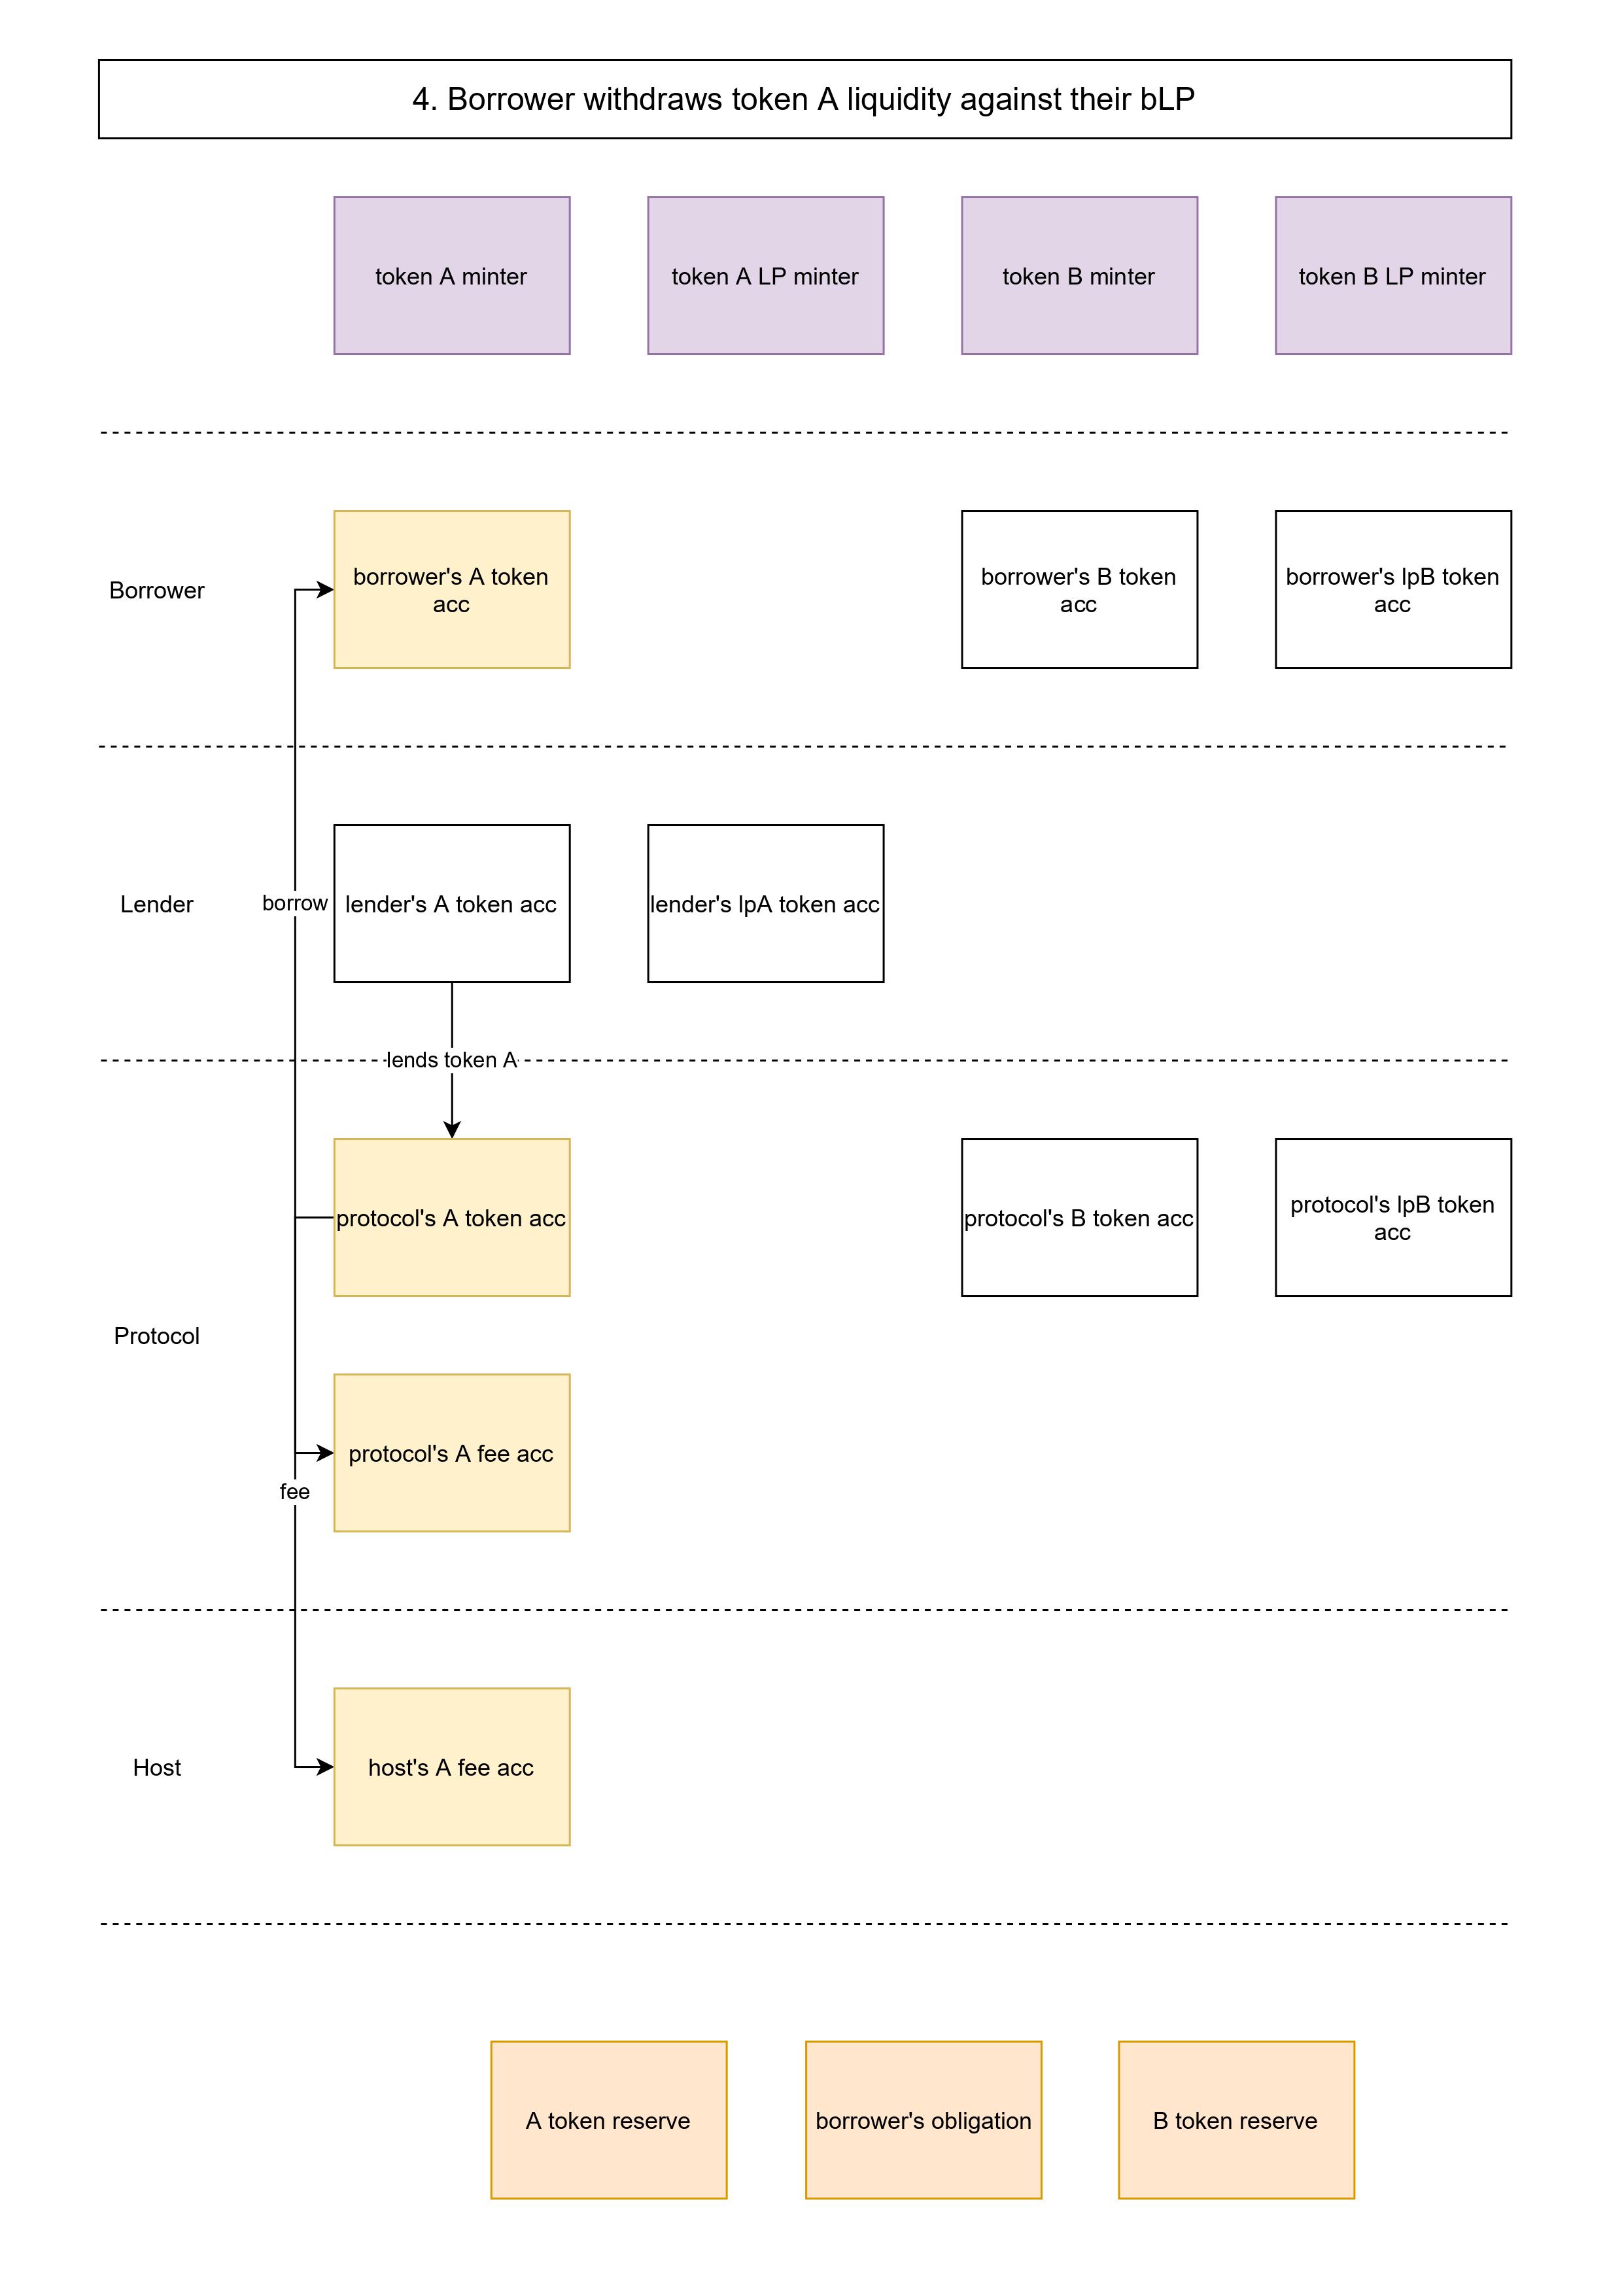 4. Borrower withdraws token A liquidity against their bLP
token A minter
token A LP minter
token B minter
token B LP minter
Borrower
borrower's A token
acc
borrower's B token
acc
borrower's lpB token
acc
Lender
borrow
lender's A token acc
lender's lpA token acc
lends token A
protocol's A token acc
protocol's B token acc
protocol's lpB token
acc
Protocol
protocol's A fee acc
fee
Host
host's A fee acc
A token reserve
borrower's obligation
B token reserve